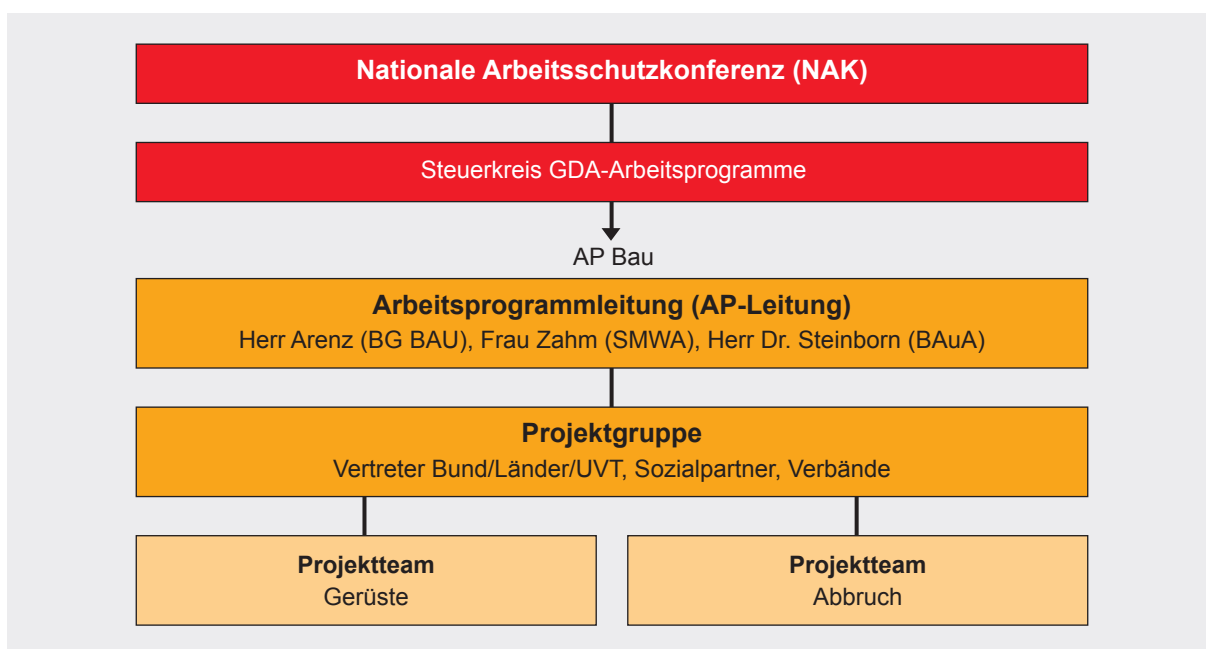 Nationale Arbeitsschutzkonferenz (NAK)
Steuerkreis GDA-Arbeitsprogramme
AP Bau
Arbeitsprogrammleitung (AP-Leitung)
Herr Arenz (BG BAU), Frau Zahm (SMWA), Herr Dr. Steinborn (BAuA)
Projektgruppe
Vertreter Bund/Länder/UVT, Sozialpartner, Verbände
Projektteam
Gerüste
Projektteam
Abbruch